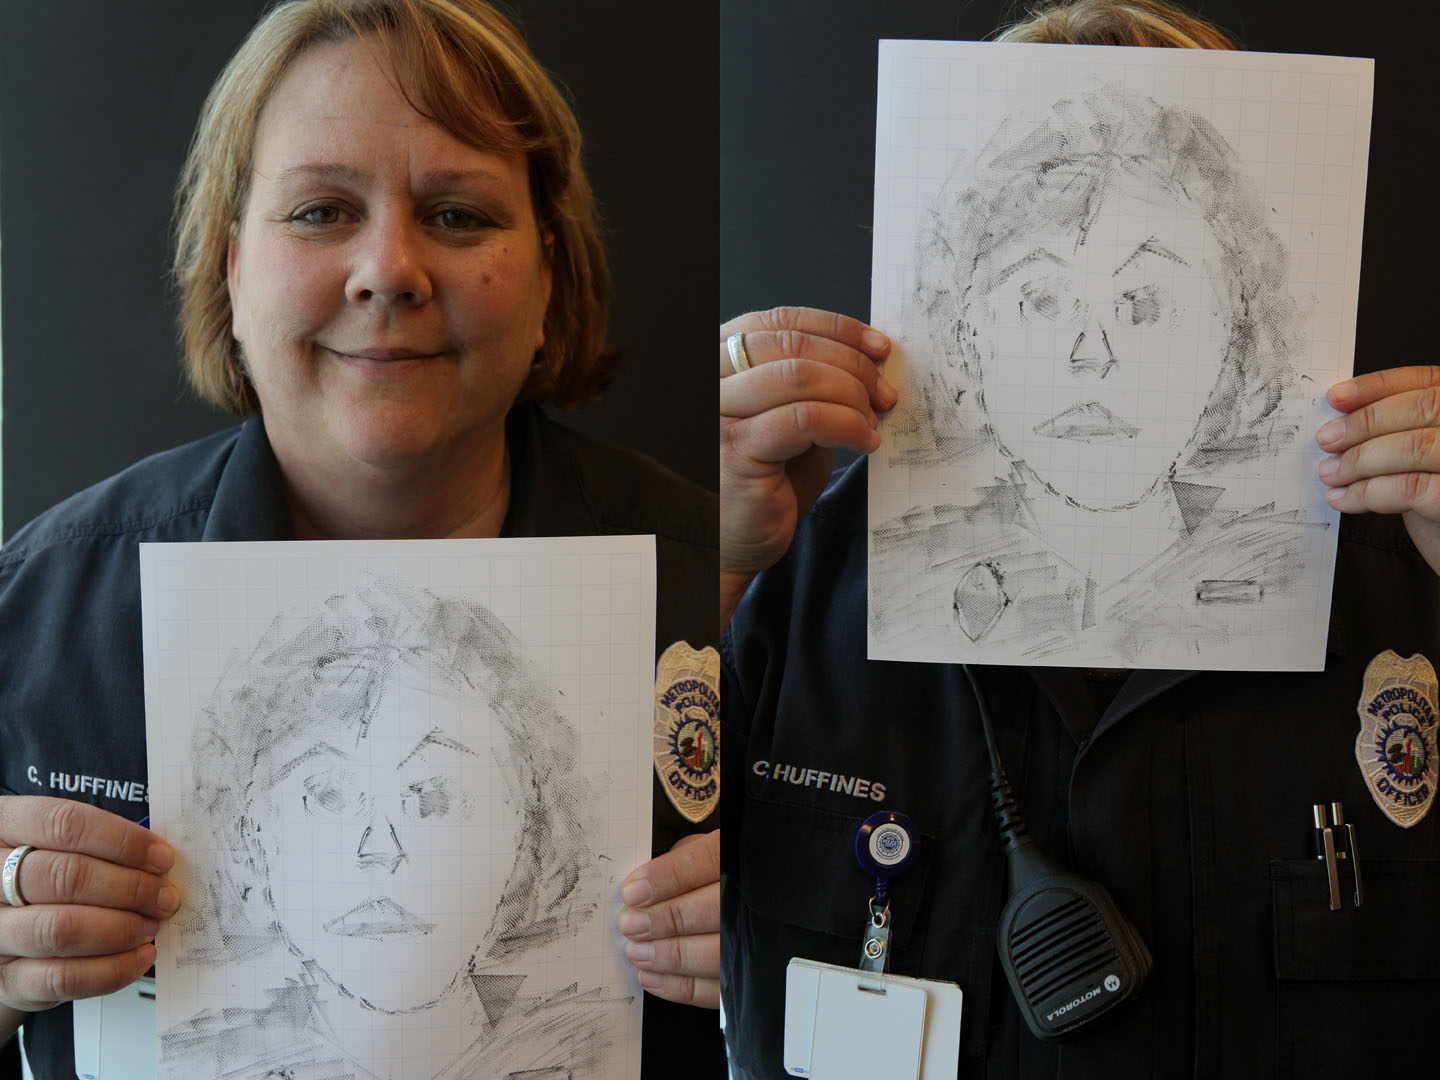 C. HUFFINES
METROPOLITAN
POLICE
OFFICER
C. HUFFINES
METROPOLITAN
POLICE
OFFICER
MOTOROLA